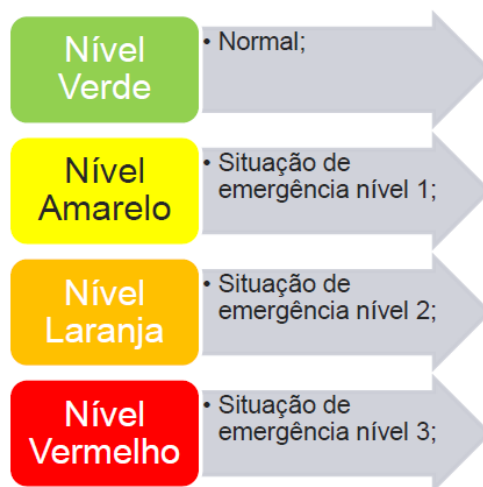 Nível
Verde
• Normal;
Nível
Amarelo
• Situação de
emergência nível 1;
Nível
Laranja
• Situação de
emergência nível 2;
Nível
Vermelho
• Situação de
emergência nível 3;